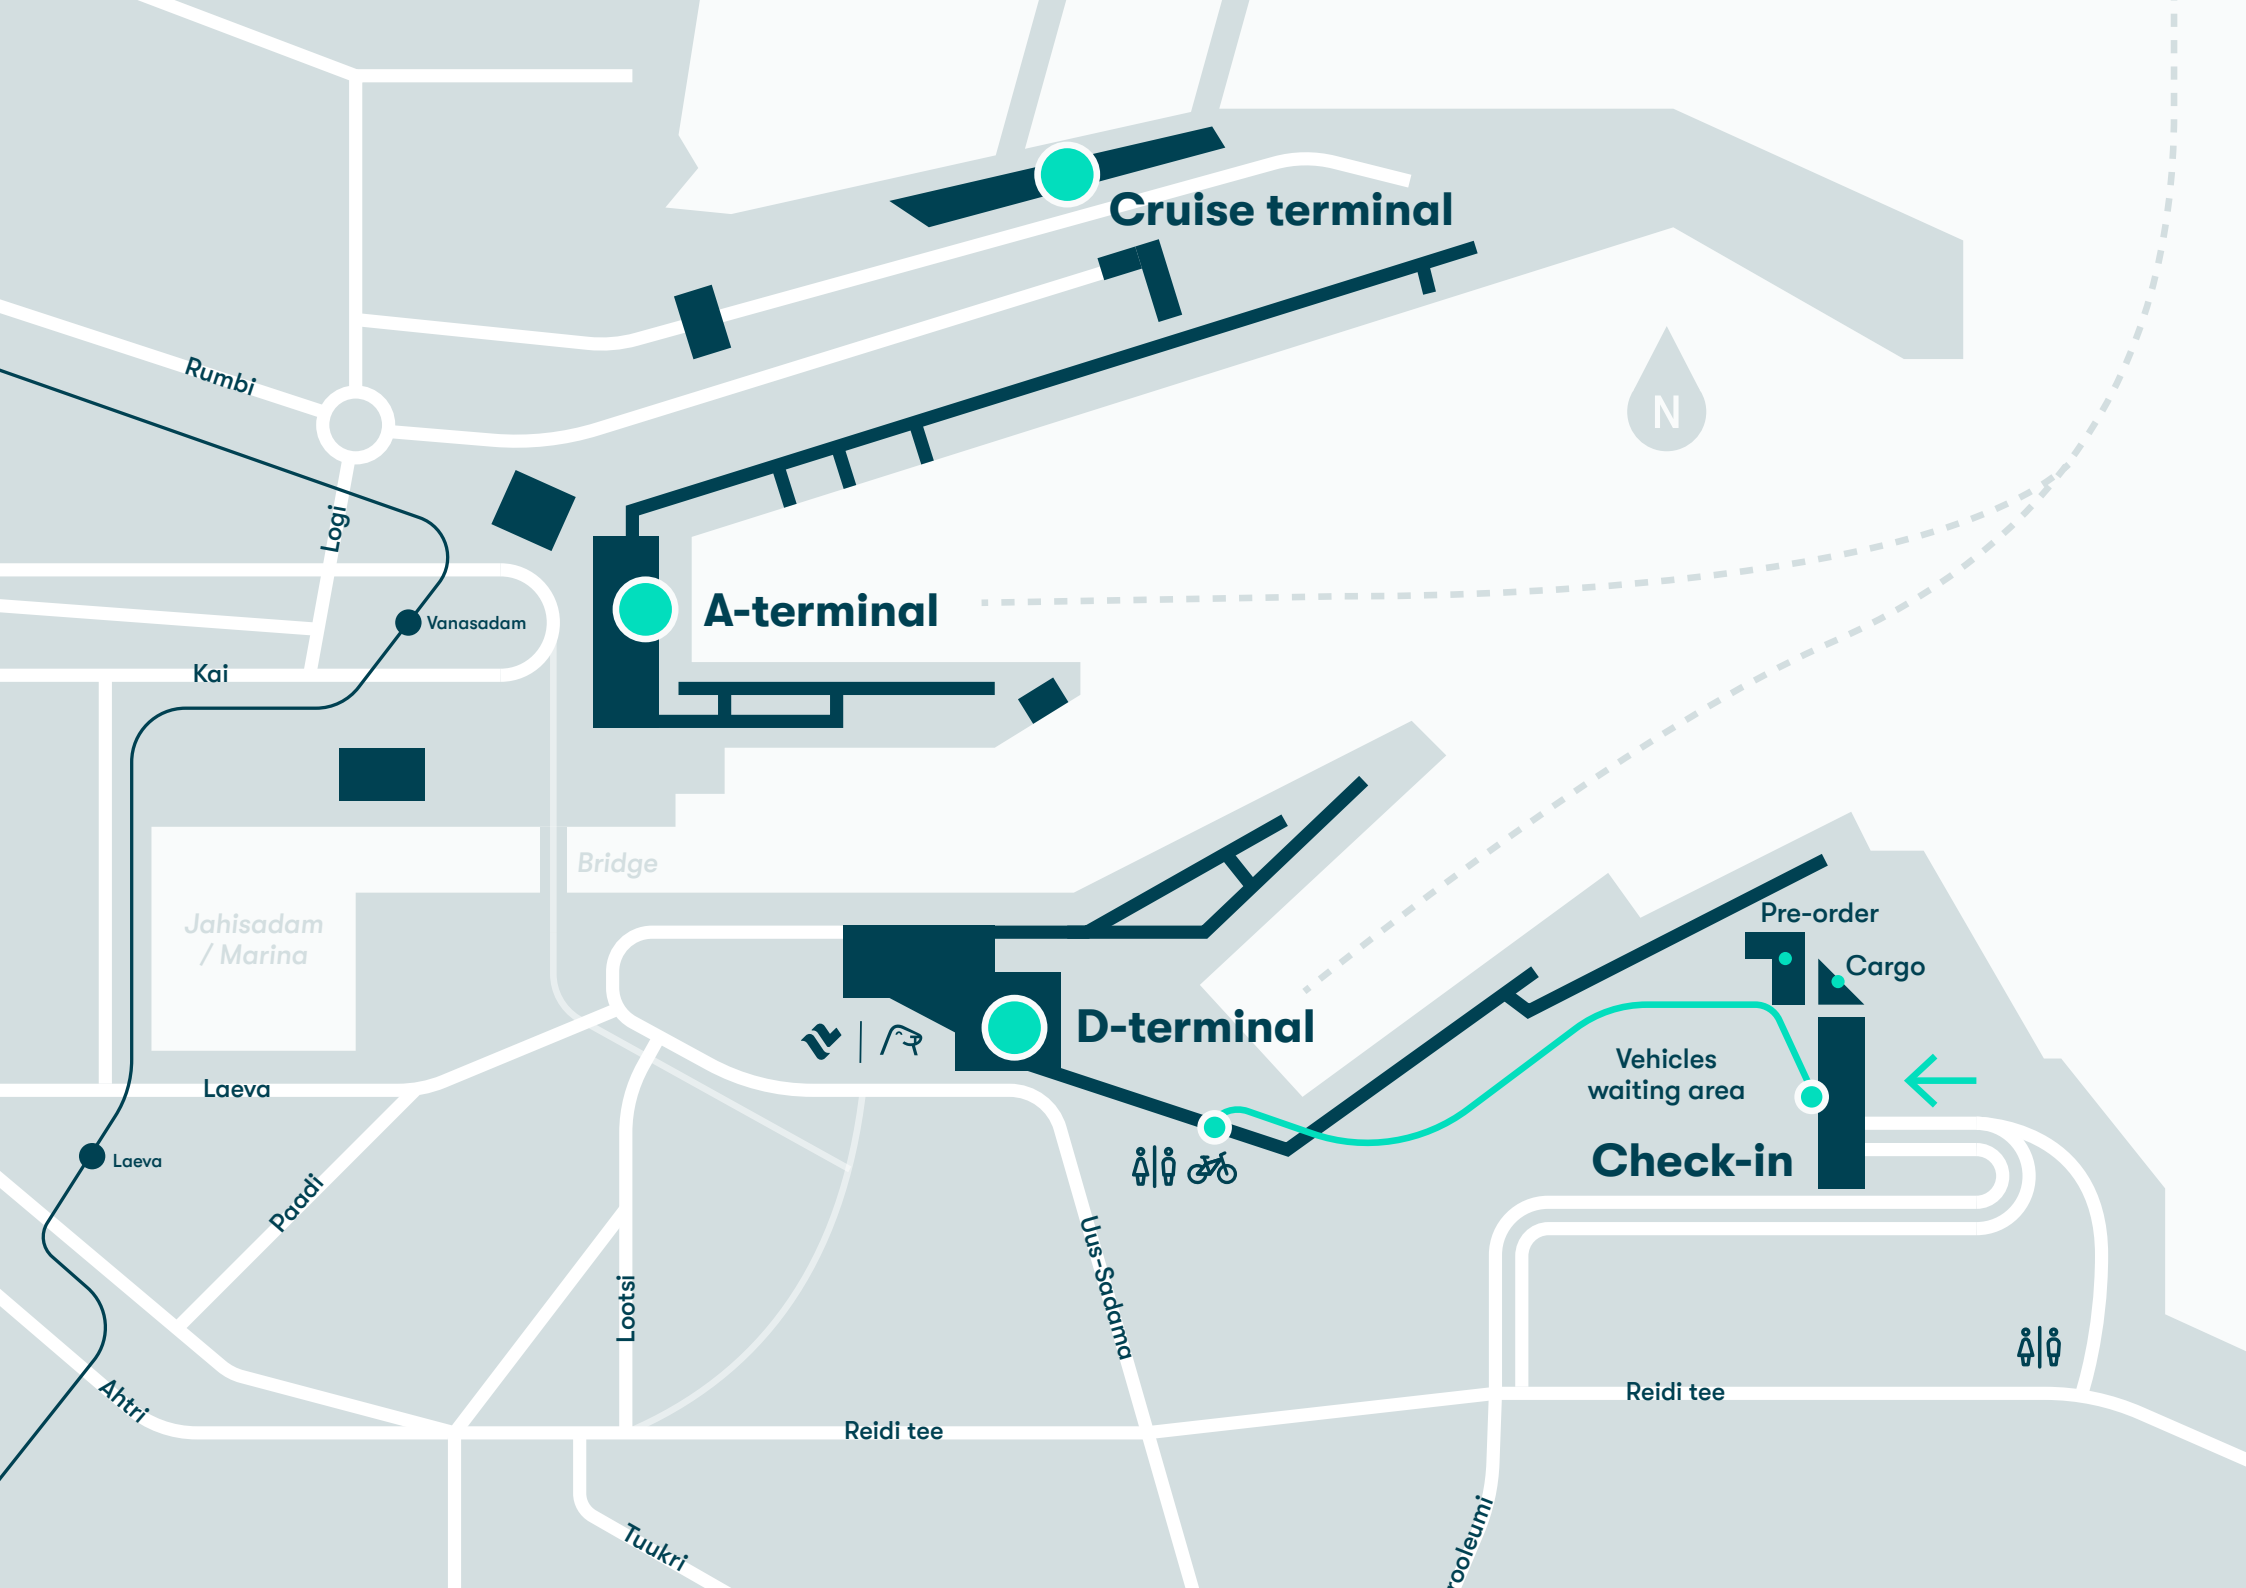 Cruise terminal
Rumbi
N
Logi
A-terminal
Vanasadam
Kai
Bridge
Jahisadam
/ Marina
Pre-order
Cargo
D-terminal
Vehicles
waiting area
Laeva
Check-in
Laeva
Paadi
Uus-Sadama
Lootsi
Ahtri
Reidi tee
Reidi tee
Tuukri
rooleumi